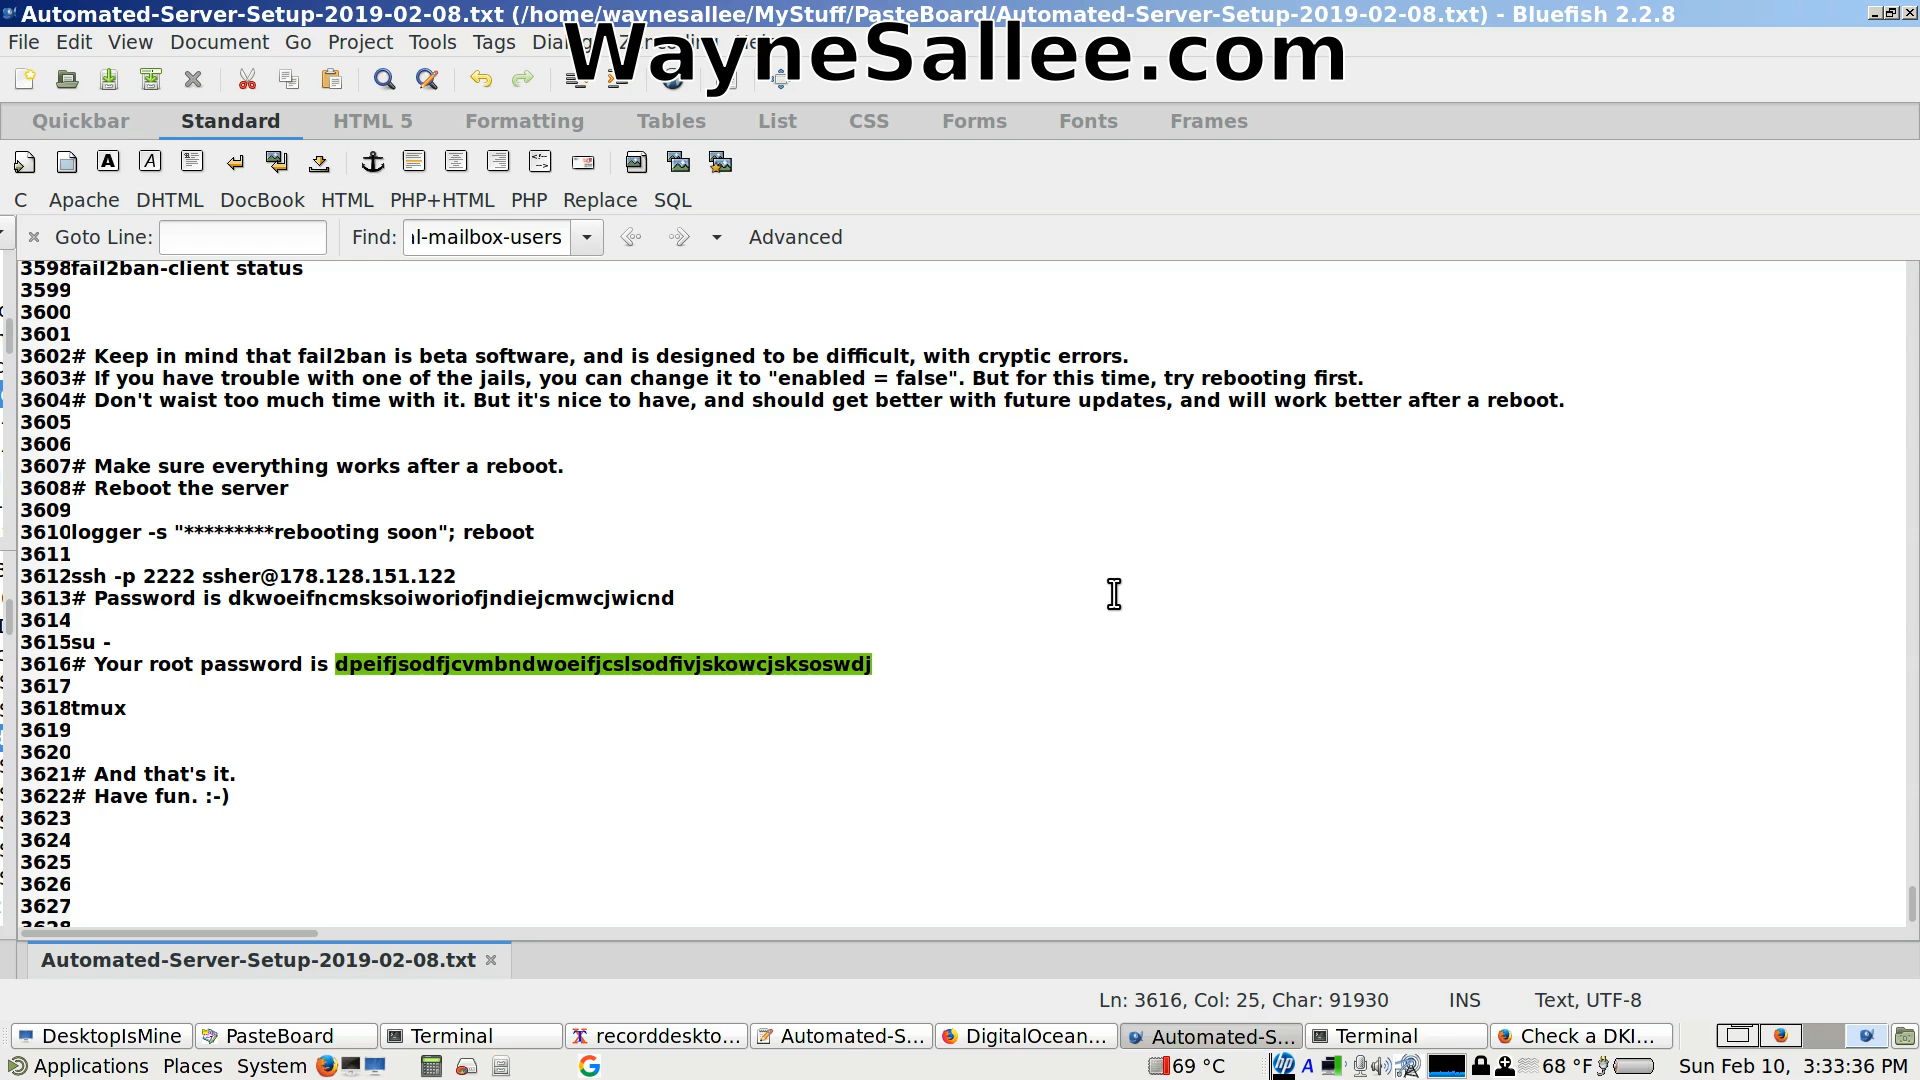 Automated-Server-Setup-2019-02-08.txt (/home/waynesallee/MyStuff/PasteBoard/Automated-Server-Setup-2019-02-08.txt) - Bluefish 2.2.8
WayneSallee.com
File Edit View Document Go Project Tools Tags
Quickbar Standard HTML 5 Formatting Tables List CSS Forms Fonts Frames
C Apache DHTML DocBook HTML PHP+HTML PHP Replace SQL
Goto Line: Find: l-mailbox-users Advanced
3598fail2ban-client status
3599
3600
3601
3602# Keep in mind that fail2ban is beta software, and is designed to be difficult, with cryptic errors.
3603# If you have trouble with one of the jails, you can change it to "enabled = false". But for this time, try rebooting first.
3604# Don't waist too much time with it. But it's nice to have, and should get better with future updates, and will work better after a reboot.
3605
3606
3607# Make sure everything works after a reboot.
3608# Reboot the server
3609
3610logger -s "*********rebooting soon"; reboot
3611
3612ssh -p 2222 ssher@178.128.151.122
3613# Password is dkwoeifncmsksoiworiofjndiejcmwcjwicnd
3614
3615su -
3616# Your root password is dpeifjsodfjcvmbndwoeifjcslsodfivjskowcjsksoswdj
3617
3618tmux
3619
3620
3621# And that's it.
3622# Have fun. :-)
3623
3624
3625
3626
3627
3628
Automated-Server-Setup-2019-02-08.txt
Ln: 3616, Col: 25, Char: 91930 INS Text, UTF-8
DesktopIsMine PasteBoard Terminal recorddeskto... Automated-S... DigitalOcean... Automated-S... Terminal Check a DKI...
Applications Places System 69 °C 68 °F Sun Feb 10, 3:33:36 PM